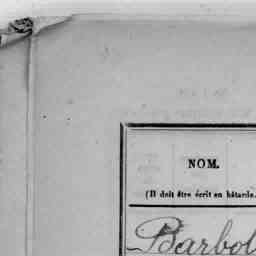 NOM.
(Il doit être écrit en bâtarde.
Barbol